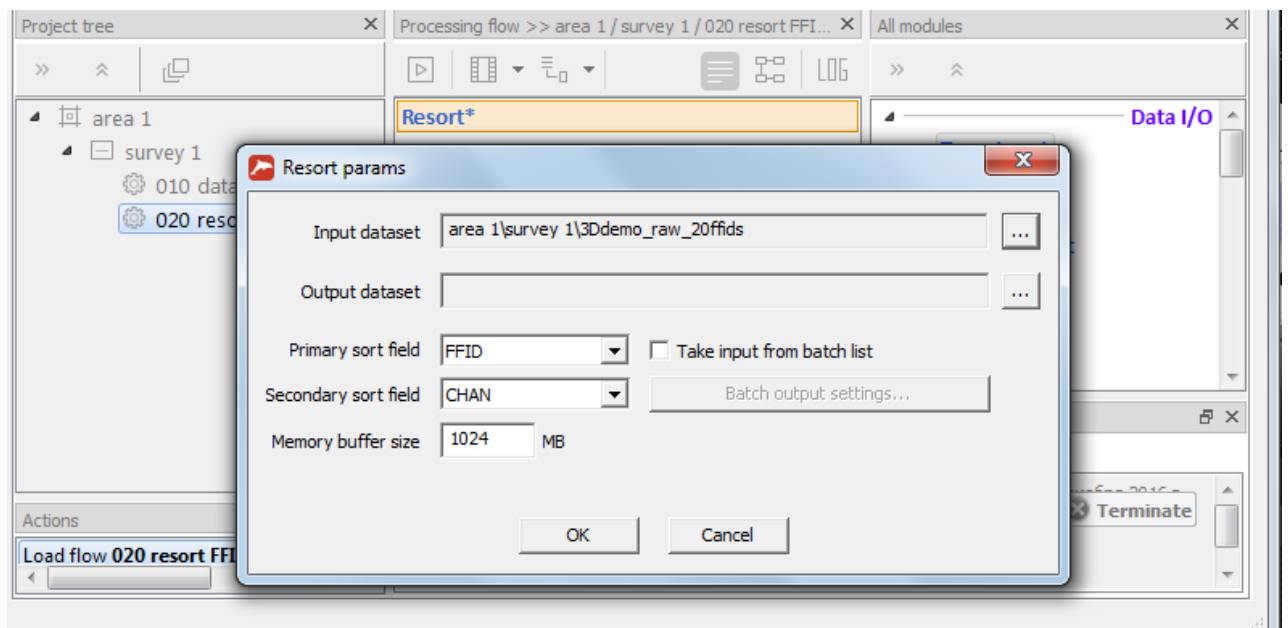 Project tree
Processing flow >> area 1 / survey 1 / 020 resort FFI...
All modules
LOG
area 1
survey 1
010 data
020 reso
Resort*
Data I/O
Resort params
Input dataset
area 1\survey 1\3Ddemo_raw_20ffids
...
Output dataset
...
Primary sort field
FFID
Take input from batch list
Secondary sort field
CHAN
Batch output settings...
Memory buffer size
1024
MB
OK
Cancel
Actions
Load flow 020 resort FFI
Terminate